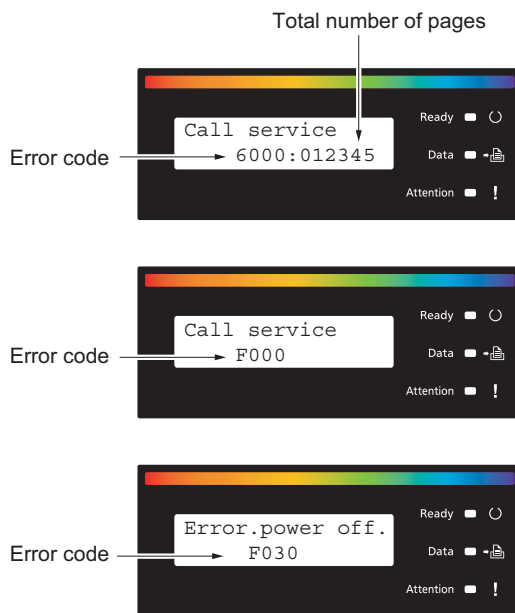 Total number of pages
Ready
Call service
Error code
6000:012345
Data
Attention
!
Ready
Call service
Error code
F000
Data
Attention
!
Ready
Error.power off.
Error code
F030
Data
Attention
!